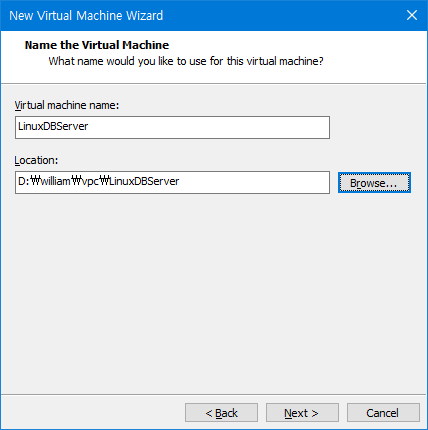 New Virtual Machine Wizard
Name the Virtual Machine
What name would you like to use for this virtual machine?
Virtual machine name:
LinuxDBServer
Location:
D:₩william₩vpc₩LinuxDBServer
Browse...
< Back
Next >
Cancel